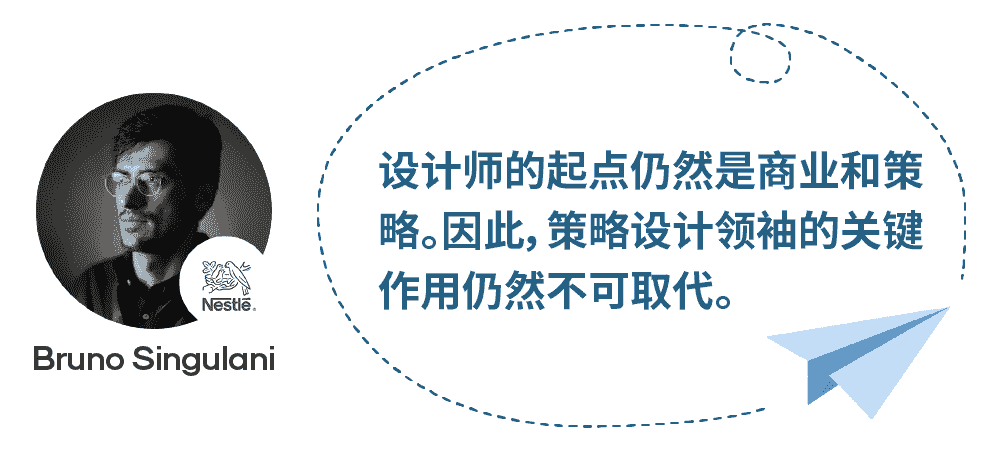 设计师的起点仍然是商业和策
略。因此，策略设计领袖的关键
作用仍然不可取代。
Nestlé®
Bruno Singulani